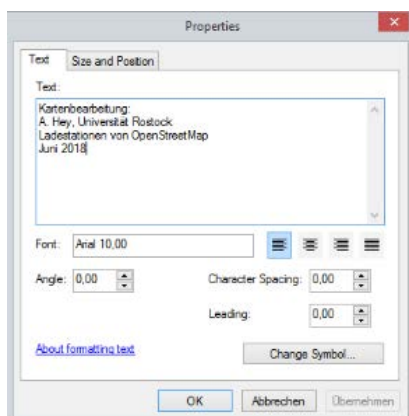 Properties
Text Size and Position
Text:
Kartenbearbeitung:
A. Hey, Universität Rostock
Ladestationen von OpenStreetMap
Juni 2018
Font: Arial 10,00
Angle: 0,00 Character Spacing: 0,00
Leading: 0,00
About formatting text Change Symbol...
OK Abbrechen Übernehmen